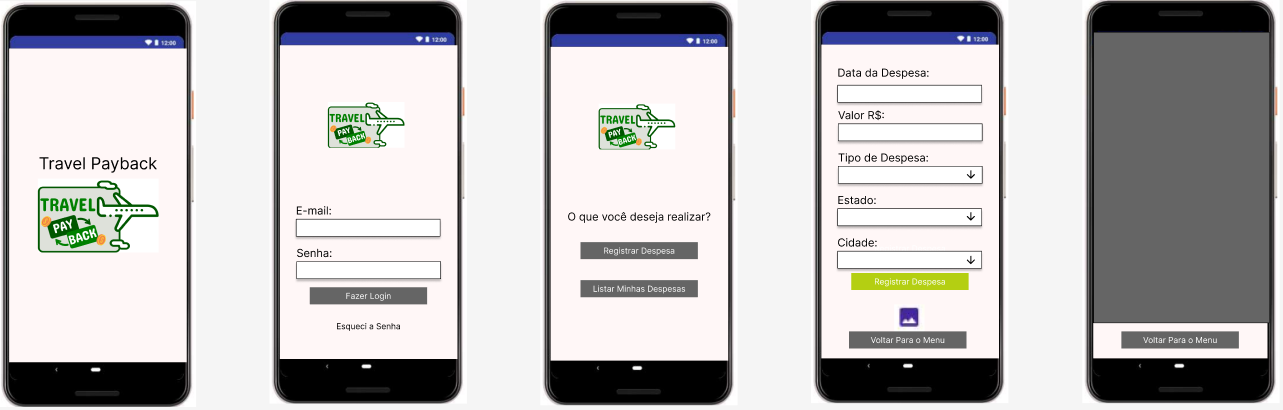 12:00
Travel Payback
TRAVEL
PAY
BACK
12:00
TRAVEL
PAY
BACK
E-mail:
Senha:
Fazer Login
Esqueci a Senha
12:00
TRAVEL
PAY
BACK
O que você deseja realizar?
Registrar Despesa
Listar Minhas Despesas
12:00
Data da Despesa:
Valor R$:
Tipo de Despesa:
Estado:
Cidade:
Registrar Despesa
Voltar Para o Menu
Voltar Para o Menu